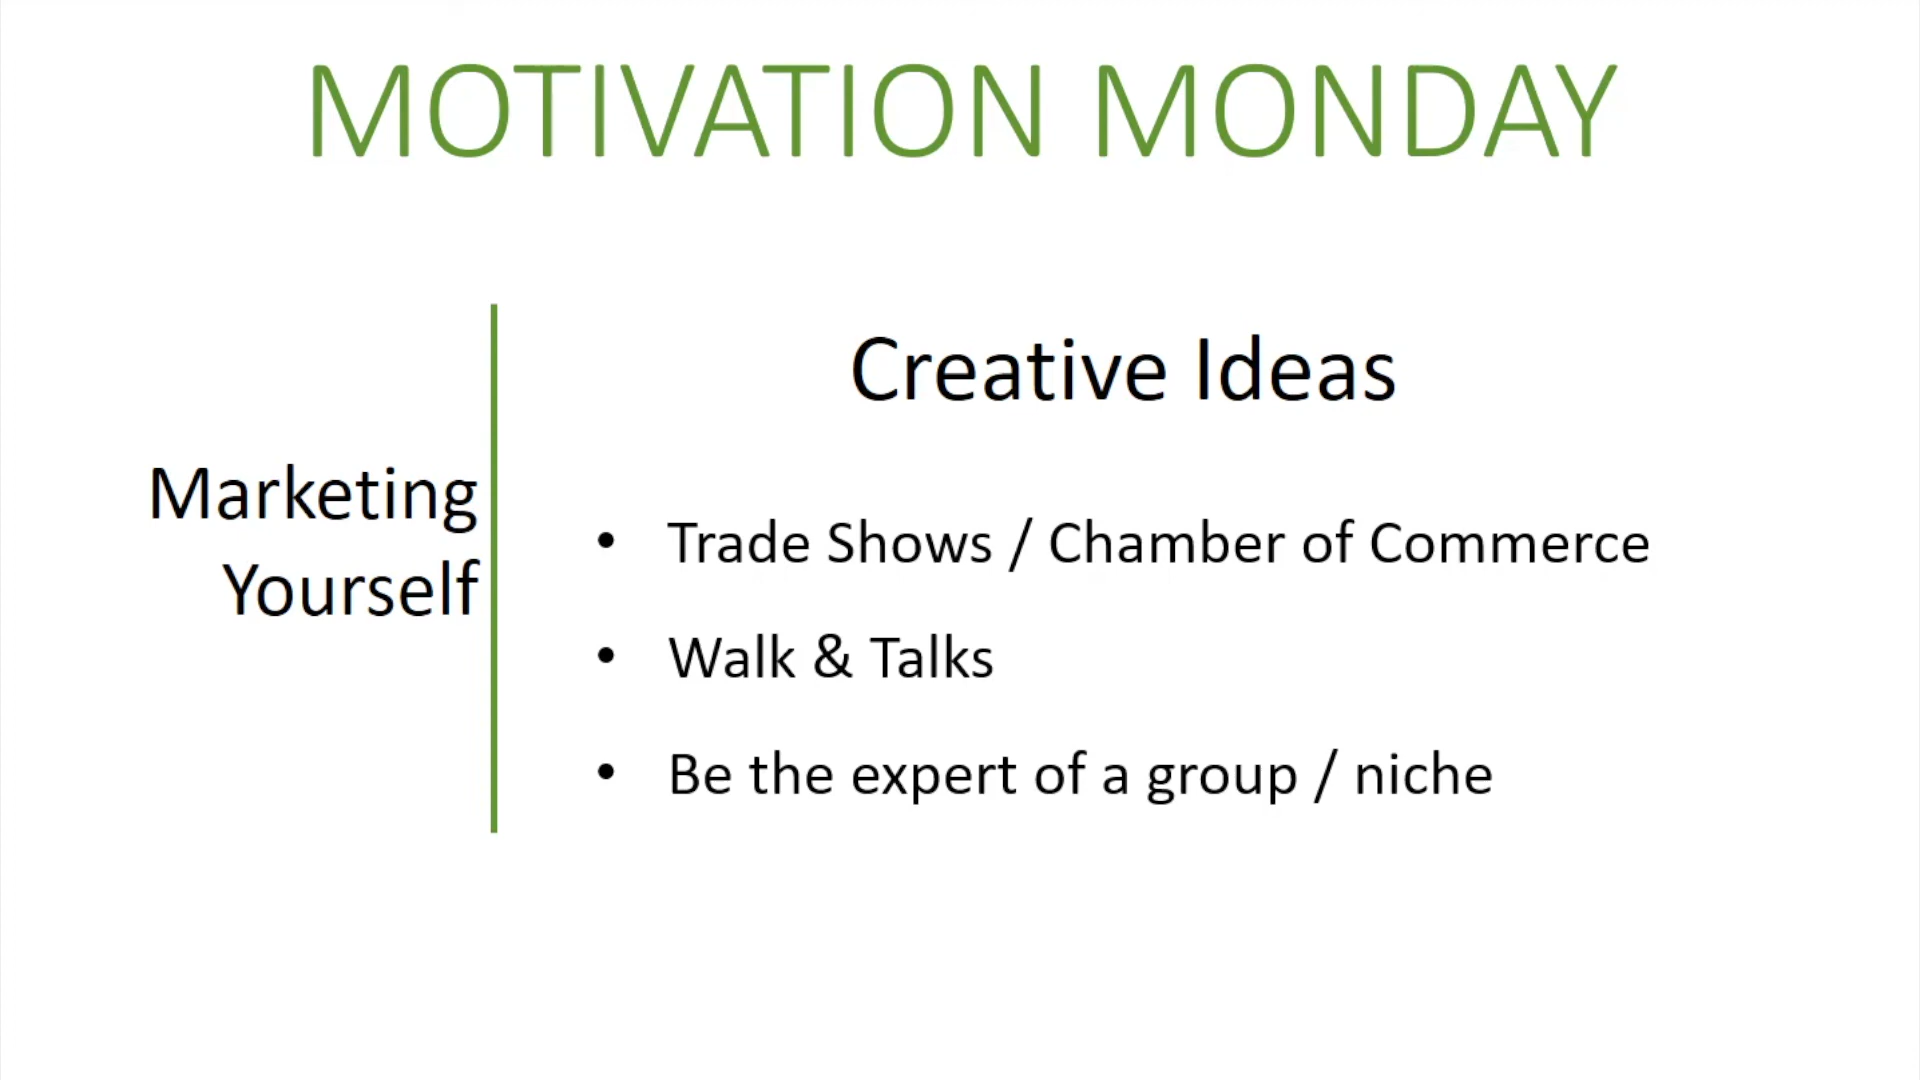 MOTIVATION MONDAY
Marketing
Yourself
Creative Ideas
• Trade Shows / Chamber of Commerce
• Walk & Talks
• Be the expert of a group / niche